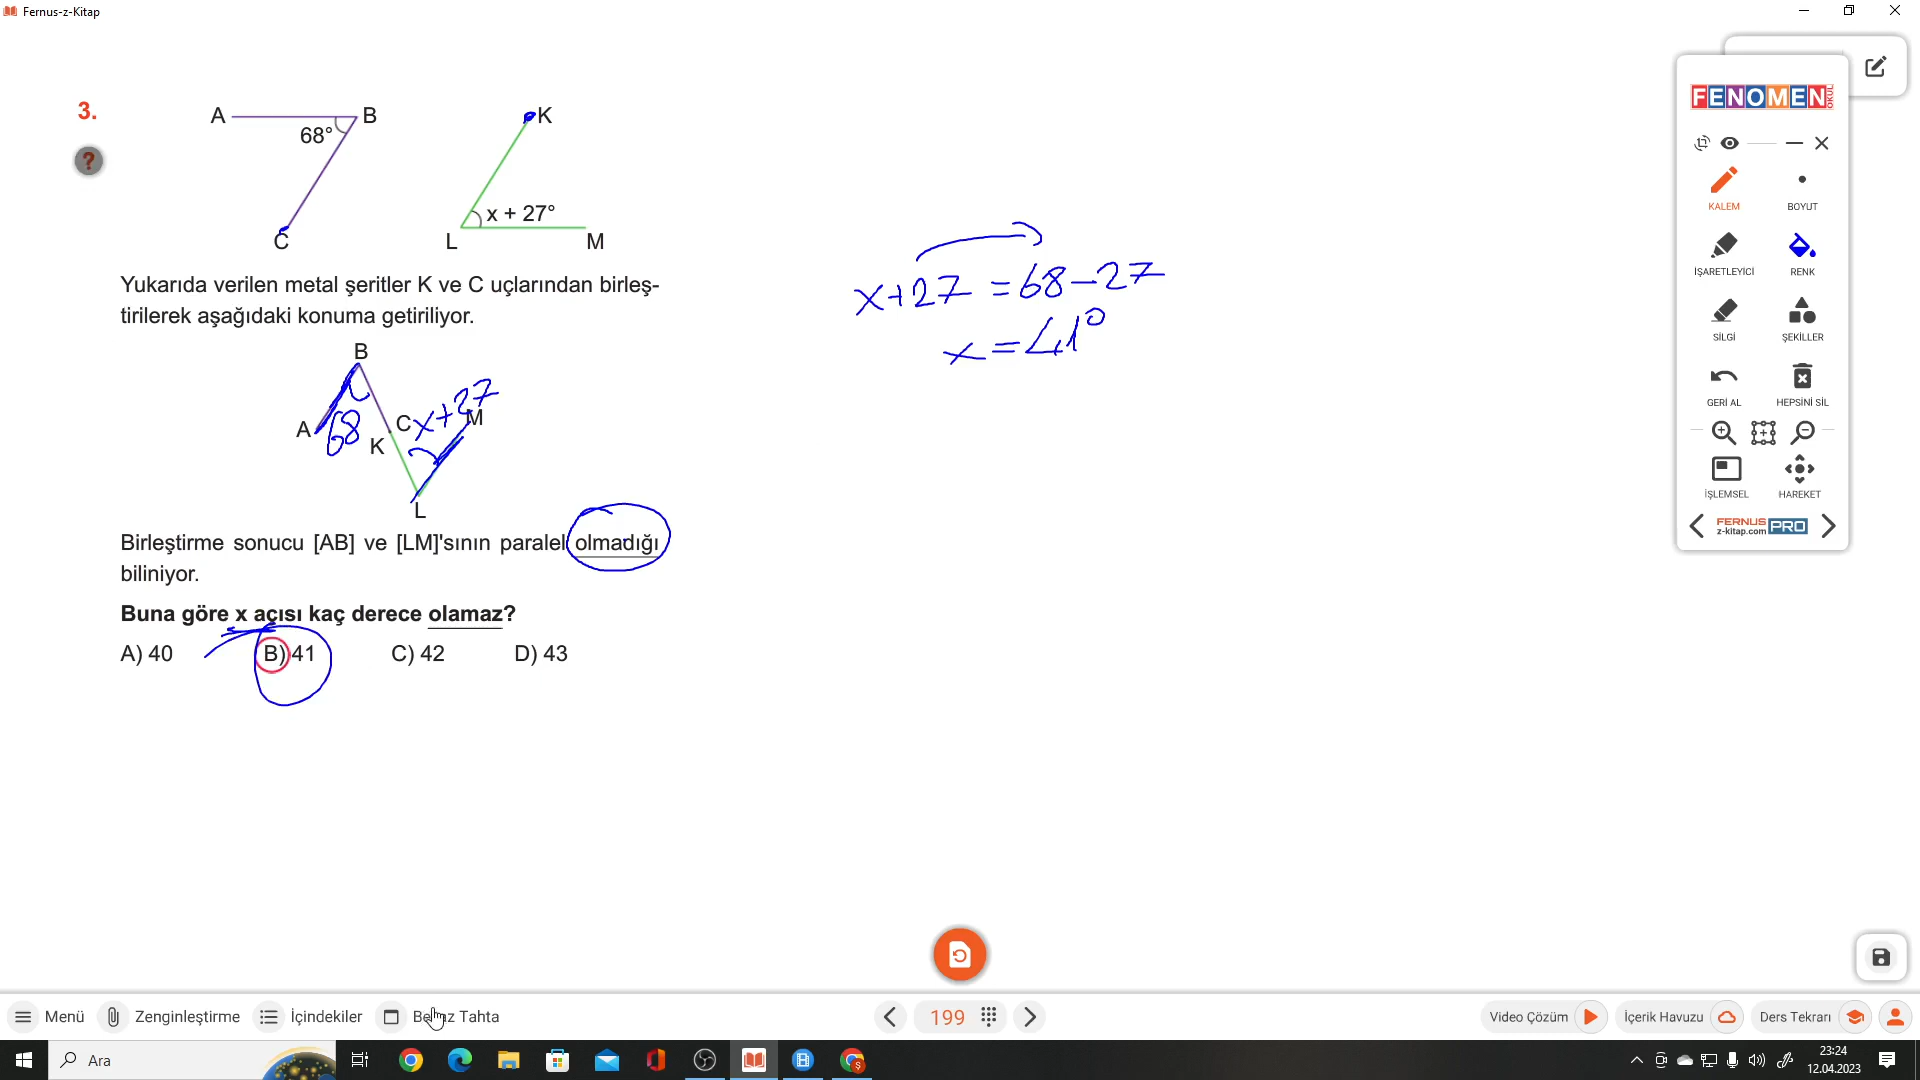 Fernus-z-Kitap
3.
A
B
68°
C
K
x + 27°
L
M
Yukarıda verilen metal şeritler K ve C uçlarından birleş-
tirilerek aşağıdaki konuma getiriliyor.
B
A
68
C
K
x+27
M
L
x+27 = 68-27
x = 41°
Birleştirme sonucu [AB] ve [LM]'sının paralel olmadığı
biliniyor.
Buna göre x açısı kaç derece olamaz?
A) 40 B) 41 C) 42 D) 43
FENOMEN OKUL
KALEM BOYUT
İŞARETLEYİCİ RENK
SİLGİ ŞEKİLLER
GERİ AL HEPSİNİ SİL
İŞLEMSEL HAREKET
FERNUS PRO
z-kitap.com
Menü Zenginleştirme İçindekiler Beyaz Tahta 199 Video Çözüm İçerik Havuzu Ders Tekrarı
Ara
23:24
12.04.2023